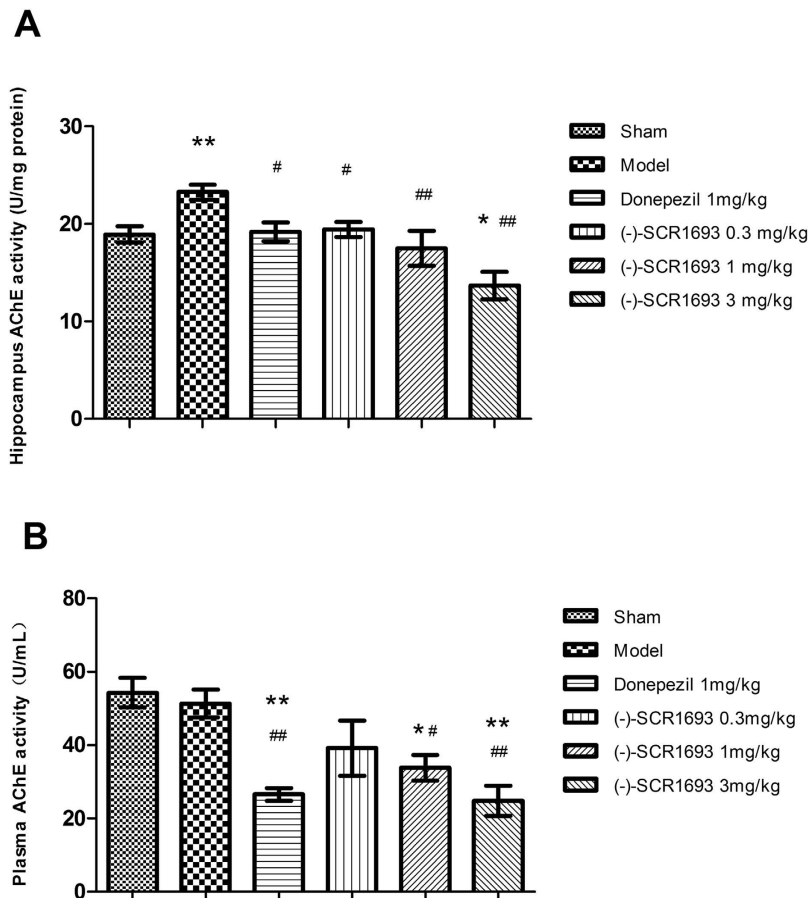 A
Hippocampus AChE activity (U/mg protein)
30
20
10
0
**
#
#
##
* ##
Sham
Model
Donepezil 1mg/kg
(-)-SCR1693 0.3 mg/kg
(-)-SCR1693 1 mg/kg
(-)-SCR1693 3 mg/kg
B
Plasma AChE activity（U/mL）
80
60
40
20
0
**
##
* #
**
##
Sham
Model
Donepezil 1mg/kg
(-)-SCR1693 0.3mg/kg
(-)-SCR1693 1mg/kg
(-)-SCR1693 3mg/kg